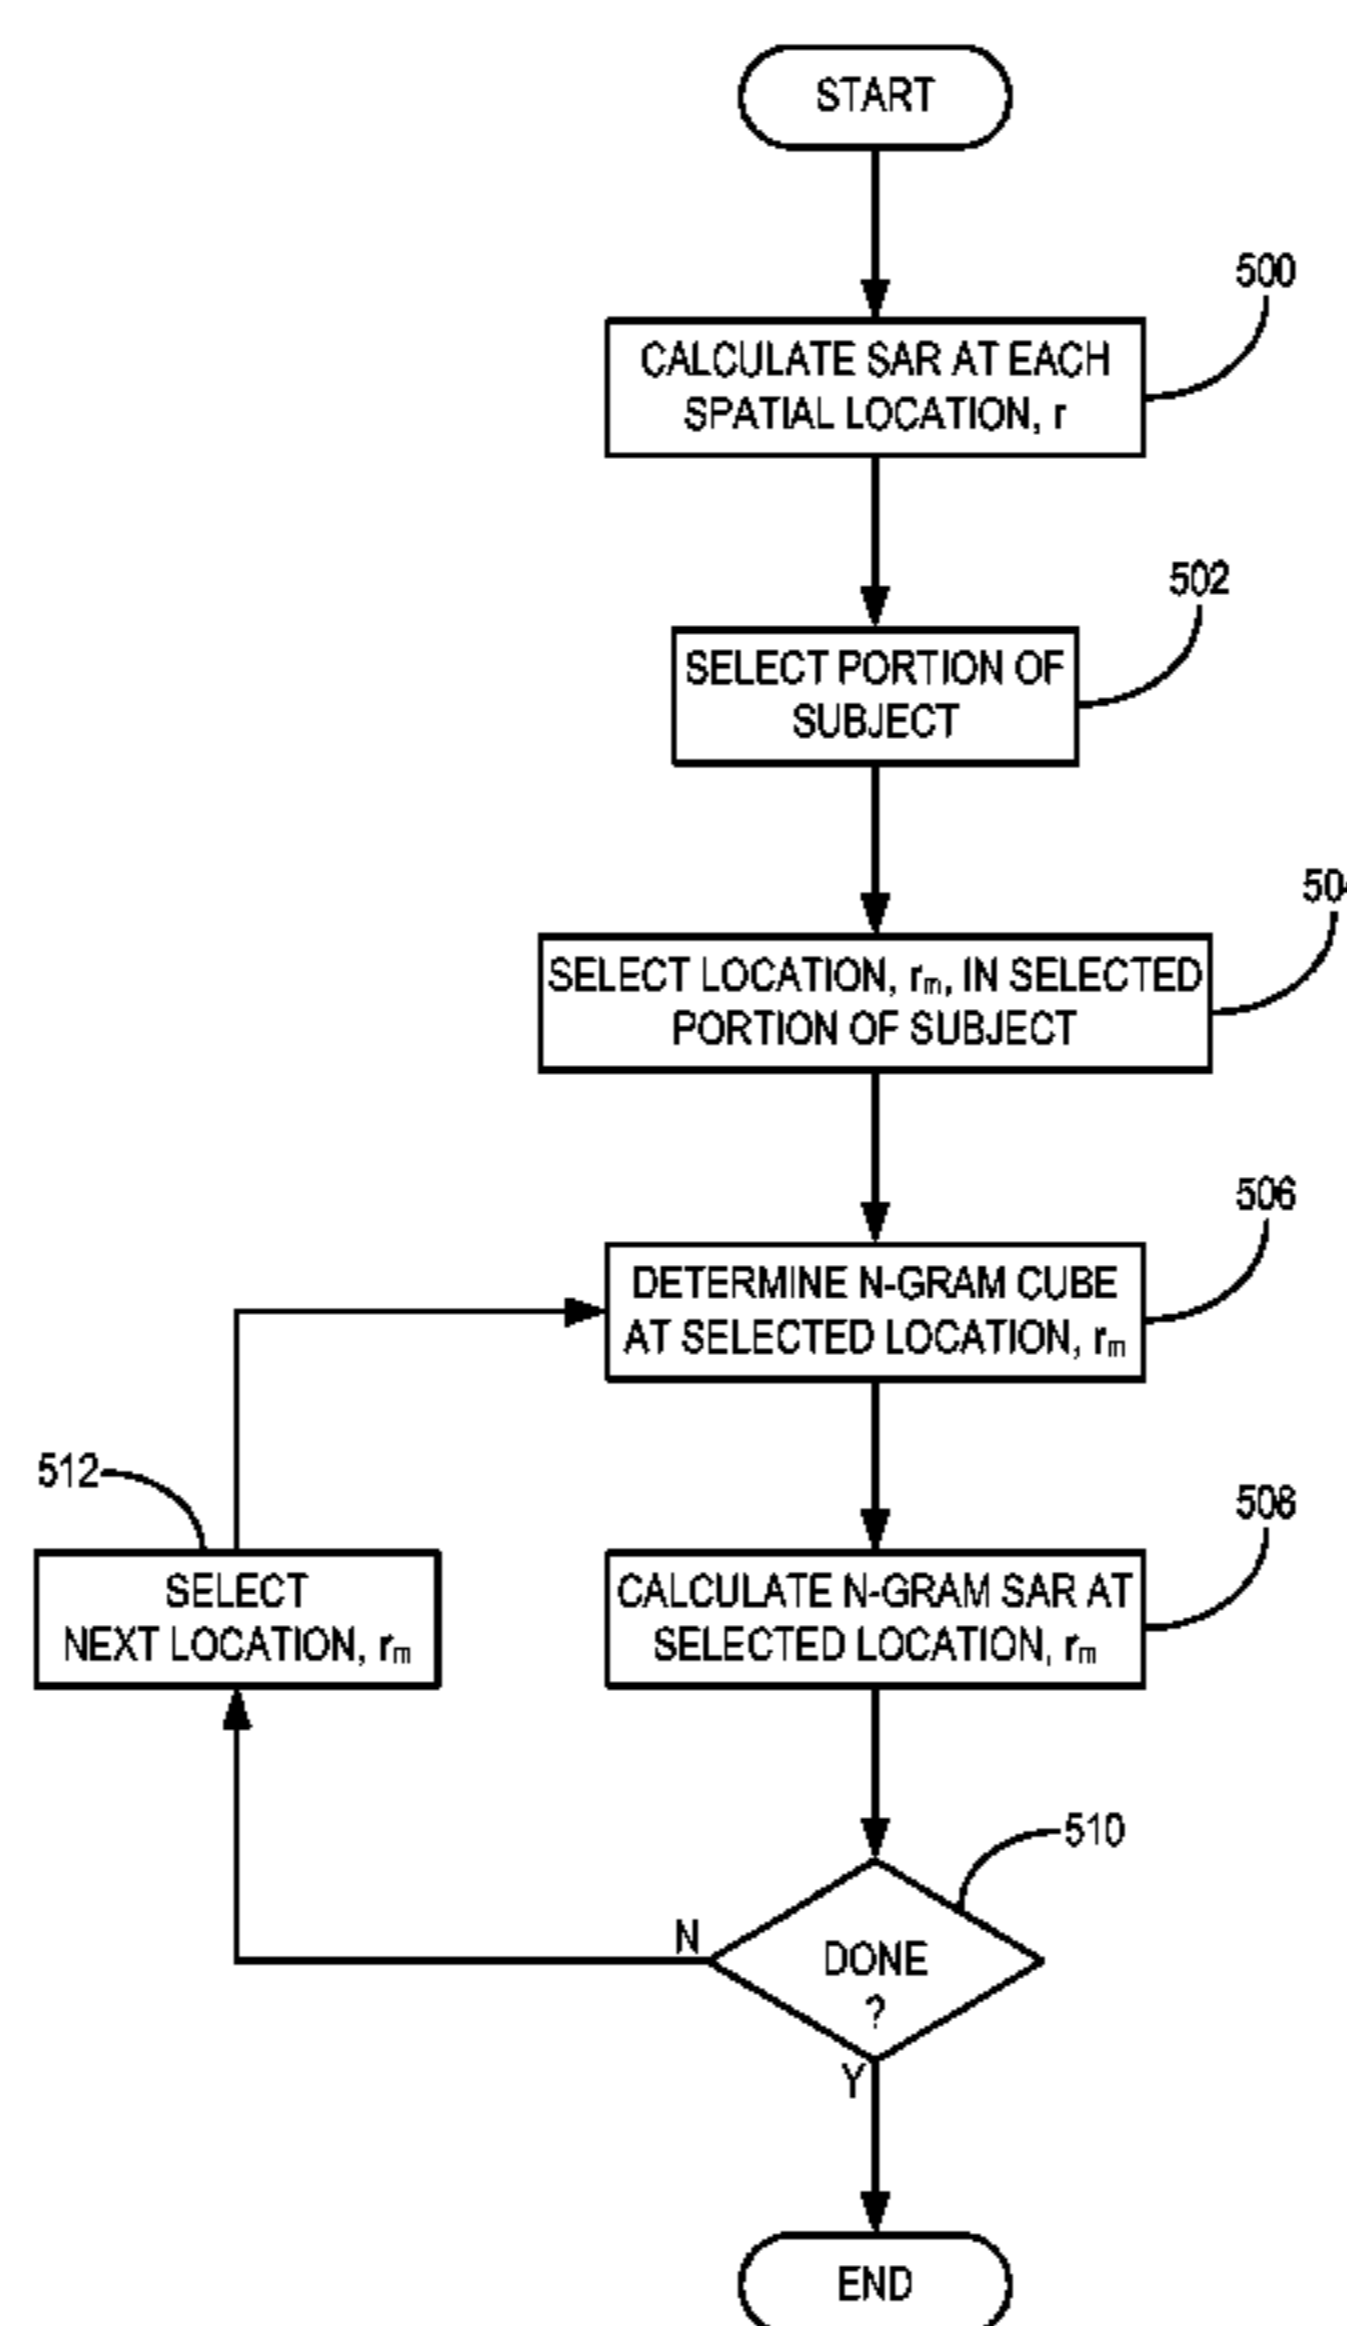 START
500
CALCULATE SAR AT EACH
SPATIAL LOCATION, r
502
SELECT PORTION OF
SUBJECT
SELECT LOCATION, rₘ, IN SELECTED
PORTION OF SUBJECT
506
DETERMINE N-GRAM CUBE
AT SELECTED LOCATION, rₘ
512
SELECT
NEXT LOCATION, rₘ
508
CALCULATE N-GRAM SAR AT
SELECTED LOCATION, rₘ
510
N
DONE
?
Y
END